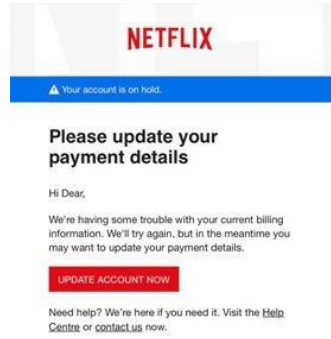 NETFLIX
Your account is on hold.
Please update your
payment details
Hi Dear,
We're having some trouble with your current billing
information. We'll try again, but in the meantime you
may want to update your payment details.
UPDATE ACCOUNT NOW
Need help? We're here if you need it. Visit the Help
Centre or contact us now.